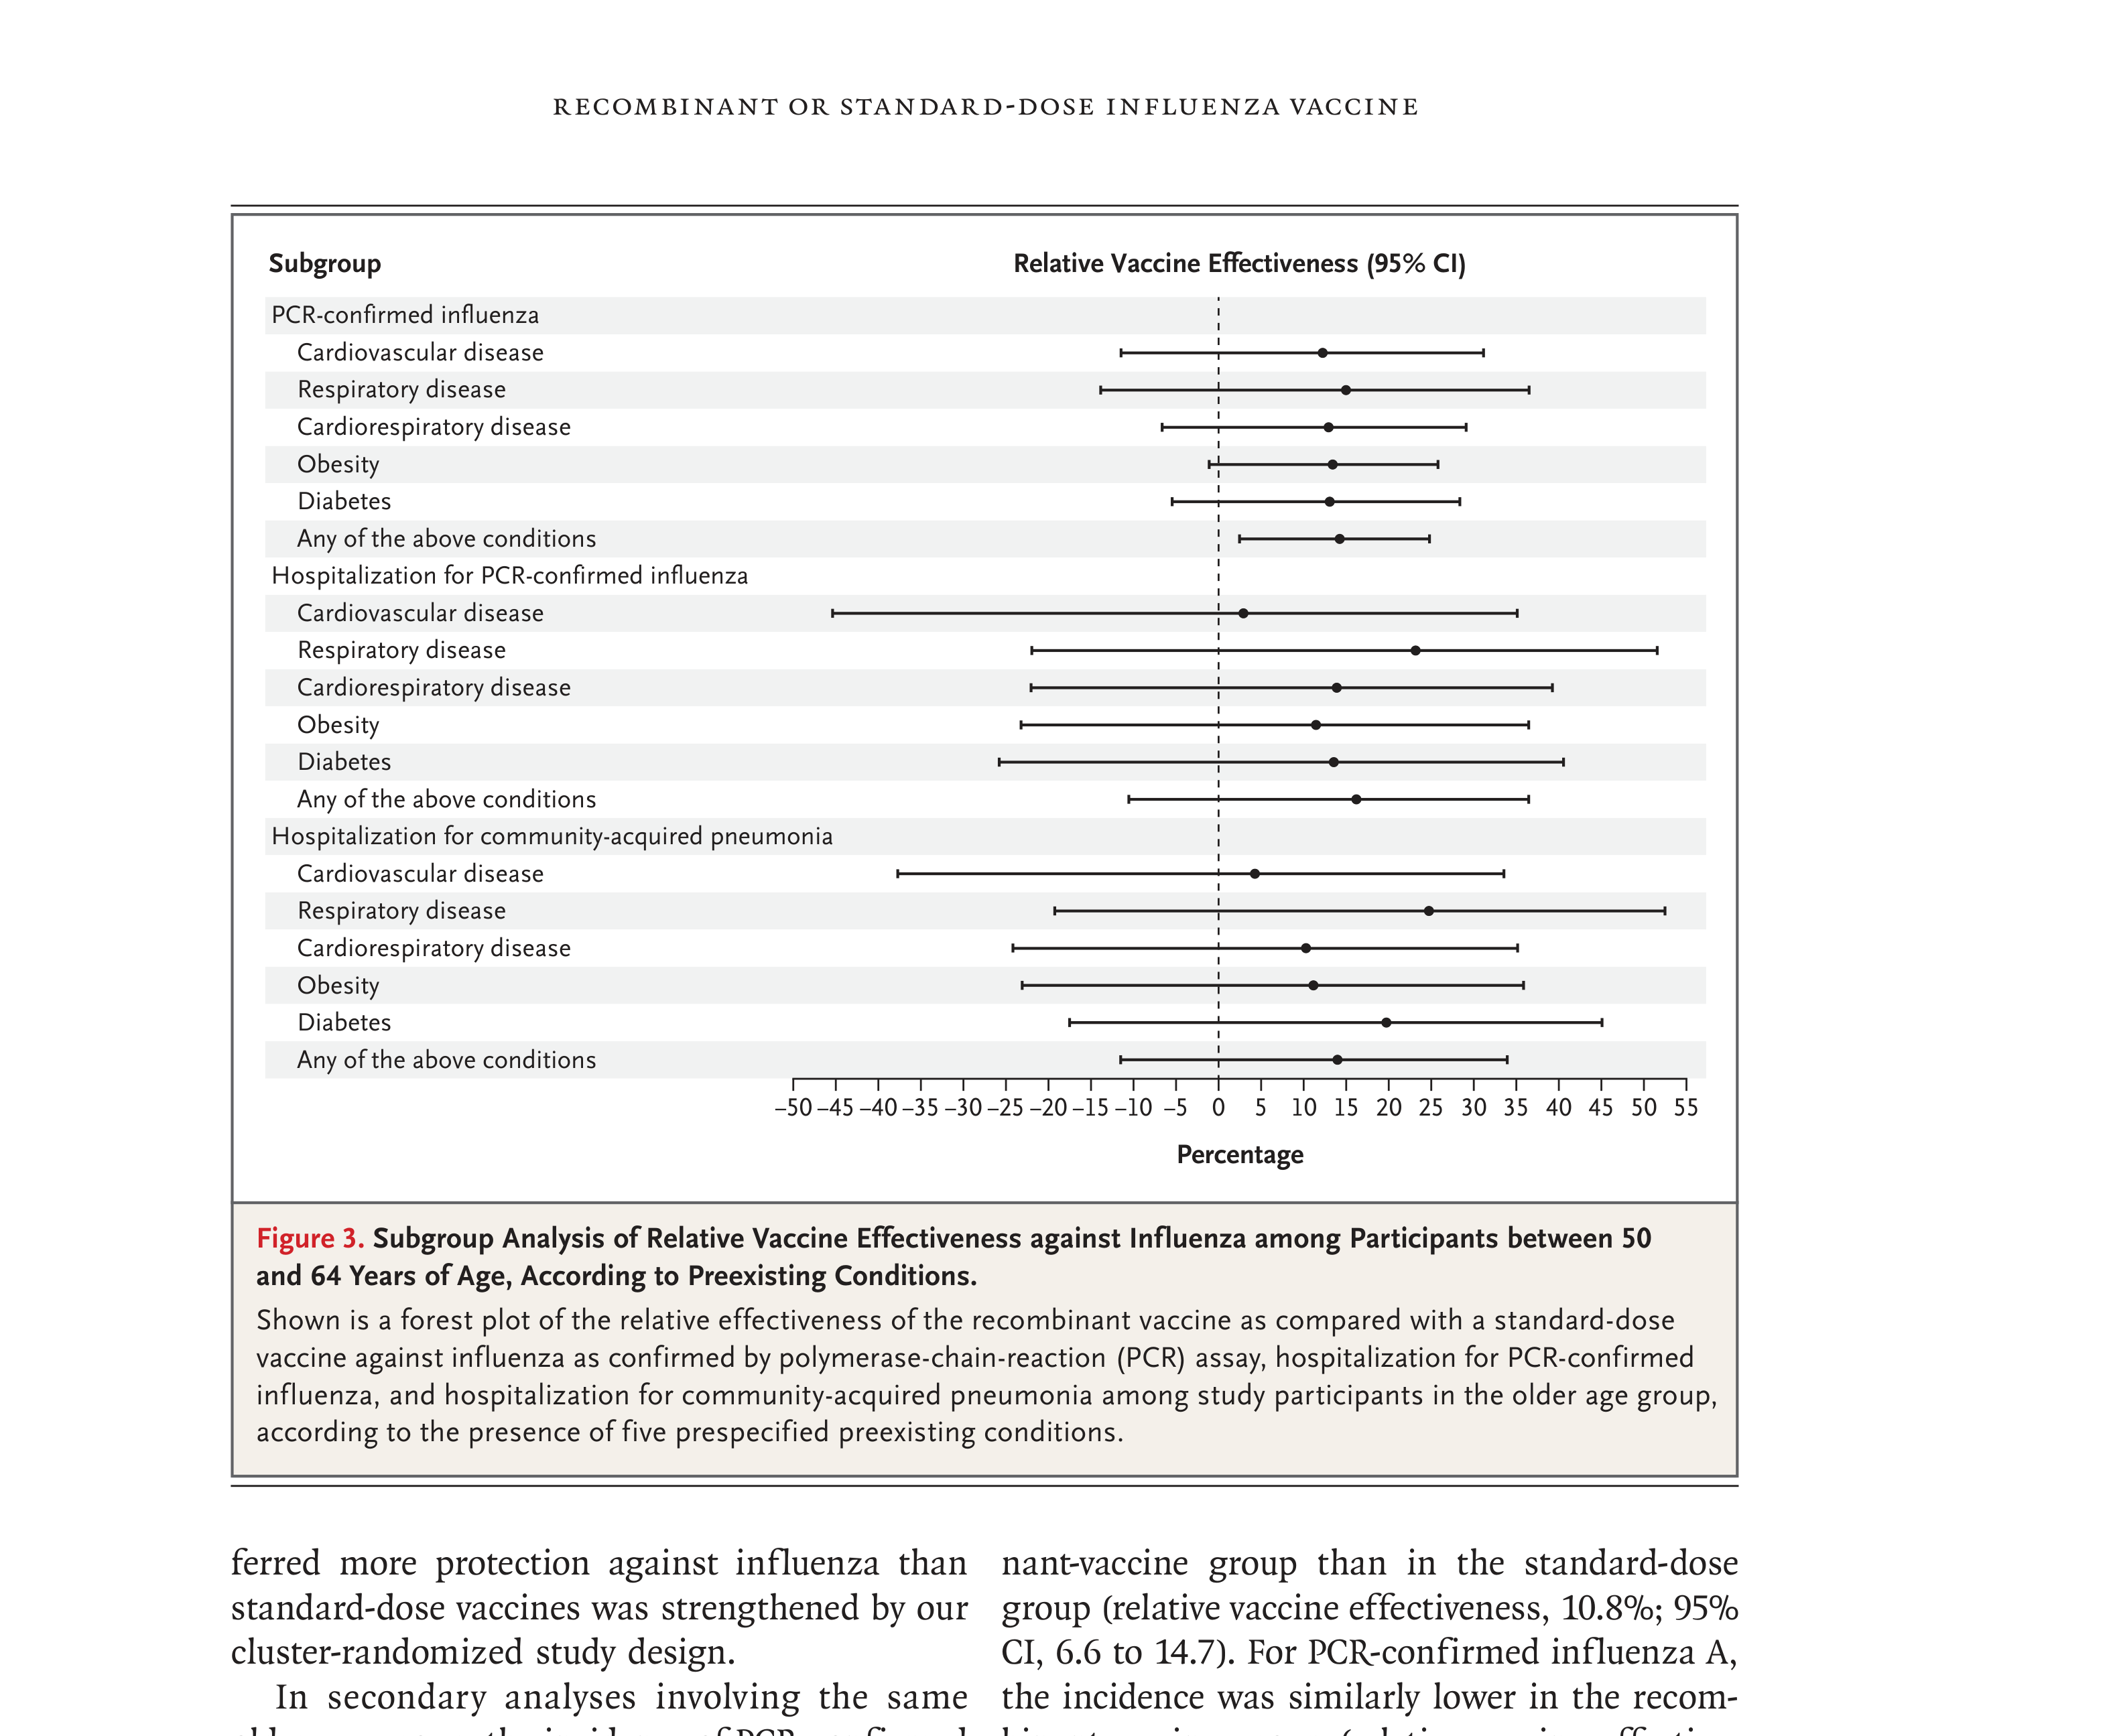 RECOMBINANT OR STANDARD-DOSE INFLUENZA VACCINE
Subgroup
Relative Vaccine Effectiveness (95% CI)
PCR-confirmed influenza
Cardiovascular disease
Respiratory disease
Cardiorespiratory disease
Obesity
Diabetes
Any of the above conditions
Hospitalization for PCR-confirmed influenza
Cardiovascular disease
Respiratory disease
Cardiorespiratory disease
Obesity
Diabetes
Any of the above conditions
Hospitalization for community-acquired pneumonia
Cardiovascular disease
Respiratory disease
Cardiorespiratory disease
Obesity
Diabetes
Any of the above conditions
–50 –45 –40 –35 –30 –25 –20 –15 –10 –5 0 5 10 15 20 25 30 35 40 45 50 55
Percentage
Figure 3. Subgroup Analysis of Relative Vaccine Effectiveness against Influenza among Participants between 50
and 64 Years of Age, According to Preexisting Conditions.
Shown is a forest plot of the relative effectiveness of the recombinant vaccine as compared with a standard-dose
vaccine against influenza as confirmed by polymerase-chain-reaction (PCR) assay, hospitalization for PCR-confirmed
influenza, and hospitalization for community-acquired pneumonia among study participants in the older age group,
according to the presence of five prespecified preexisting conditions.
ferred more protection against influenza than
standard-dose vaccines was strengthened by our
cluster-randomized study design.
In secondary analyses involving the same
nant-vaccine group than in the standard-dose
group (relative vaccine effectiveness, 10.8%; 95%
CI, 6.6 to 14.7). For PCR-confirmed influenza A,
the incidence was similarly lower in the recom-